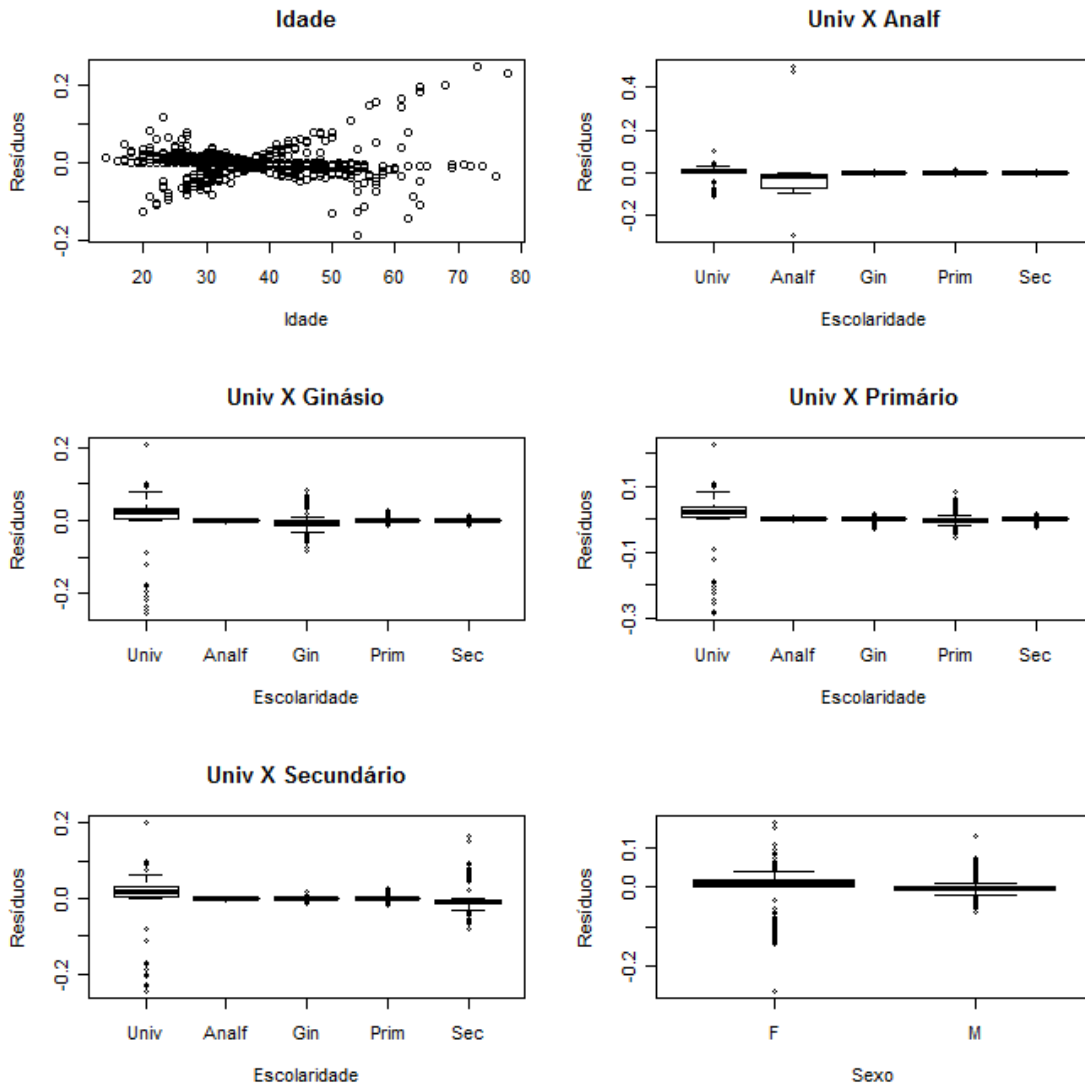 Idade
Resíduos
0.2
0.0
-0.2
20 30 40 50 60 70 80
Idade
Univ X Analf
Resíduos
0.4
0.2
0.0
-0.2
Univ Analf Gin Prim Sec
Escolaridade
Univ X Ginásio
Resíduos
0.2
0.0
-0.2
Univ Analf Gin Prim Sec
Escolaridade
Univ X Primário
Resíduos
0.1
-0.1
-0.3
Univ Analf Gin Prim Sec
Escolaridade
Univ X Secundário
Resíduos
0.2
0.0
-0.2
Univ Analf Gin Prim Sec
Escolaridade
Resíduos
0.1
0.0
-0.2
F M
Sexo